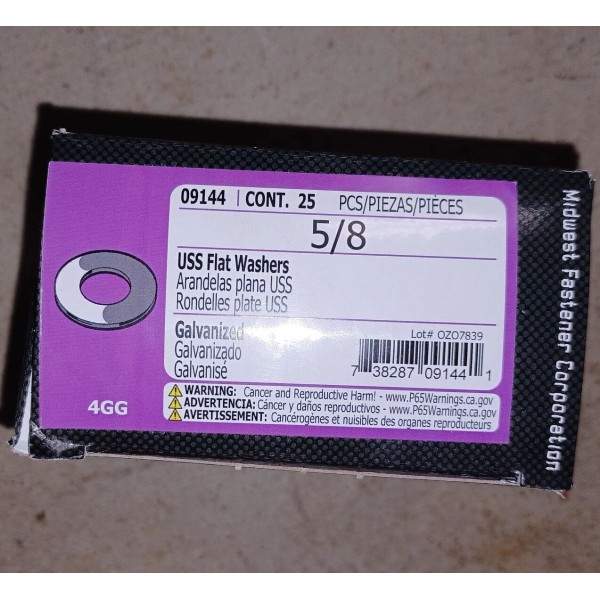 09144 | CONT. 25 PCS/PIEZAS/PIÈCES
5/8
USS Flat Washers
Arandelas plana USS
Rondelles plate USS
Galvanized
Galvanizado
Galvanisé
Lot# OZO7839
7 38287 09144 1
4GG
WARNING: Cancer and Reproductive Harm! - www.P65Warnings.ca.gov
ADVERTENCIA: Cáncer y daños reproductivos - www.P65Warnings.ca.gov
AVERTISSEMENT: Cancérogènes et nuisibles des organes reproducteurs
Midwest Fastener Corporation